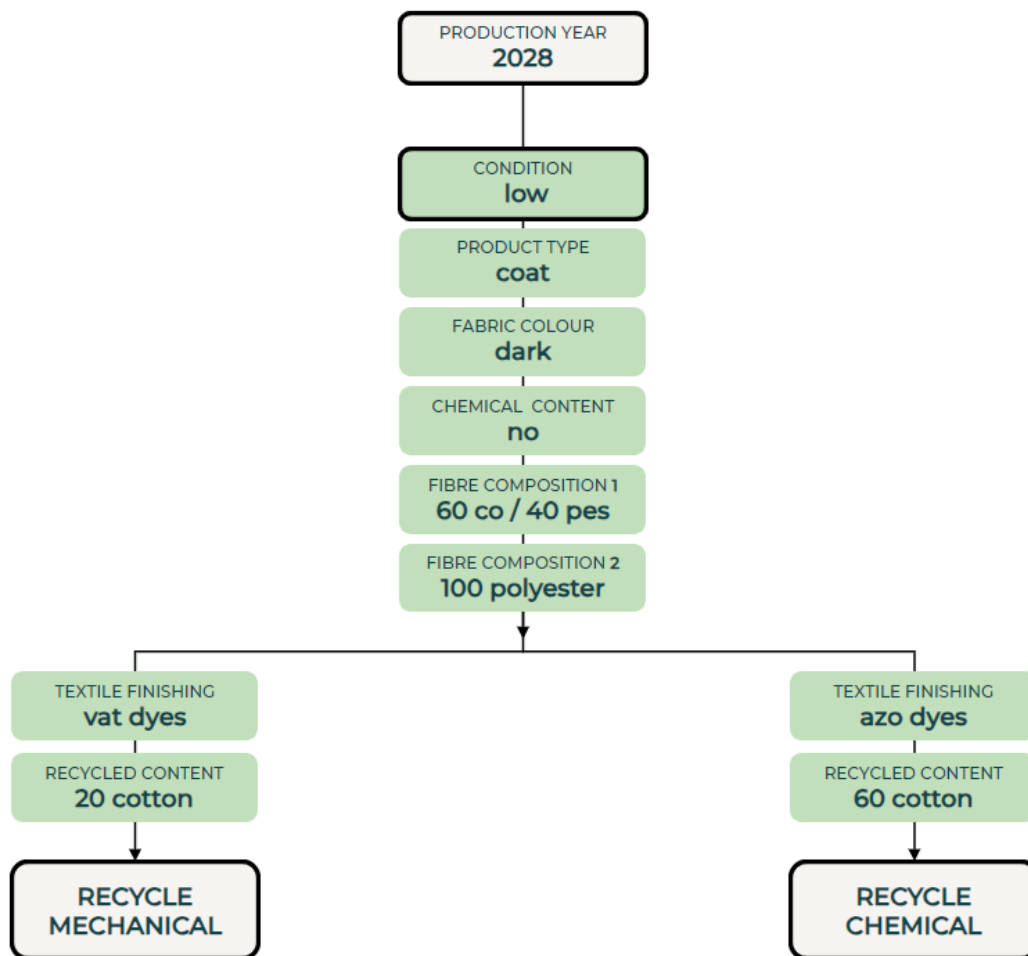 PRODUCTION YEAR
2028
CONDITION
low
PRODUCT TYPE
coat
FABRIC COLOUR
dark
CHEMICAL CONTENT
no
FIBRE COMPOSITION 1
60 co / 40 pes
FIBRE COMPOSITION 2
100 polyester
TEXTILE FINISHING
vat dyes
RECYCLED CONTENT
20 cotton
RECYCLE
MECHANICAL
TEXTILE FINISHING
azo dyes
RECYCLED CONTENT
60 cotton
RECYCLE
CHEMICAL